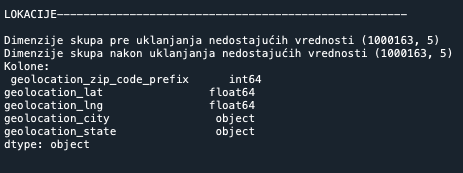 LOKACIJE-----------------------------------------------------
Dimenzije skupa pre uklanjanja nedostajućih vrednosti (1000163, 5)
Dimenzije skupa nakon uklanjanja nedostajućih vrednosti (1000163, 5)
Kolone:
 geolocation_zip_code_prefix      int64
geolocation_lat                float64
geolocation_lng                float64
geolocation_city                object
geolocation_state               object
dtype: object